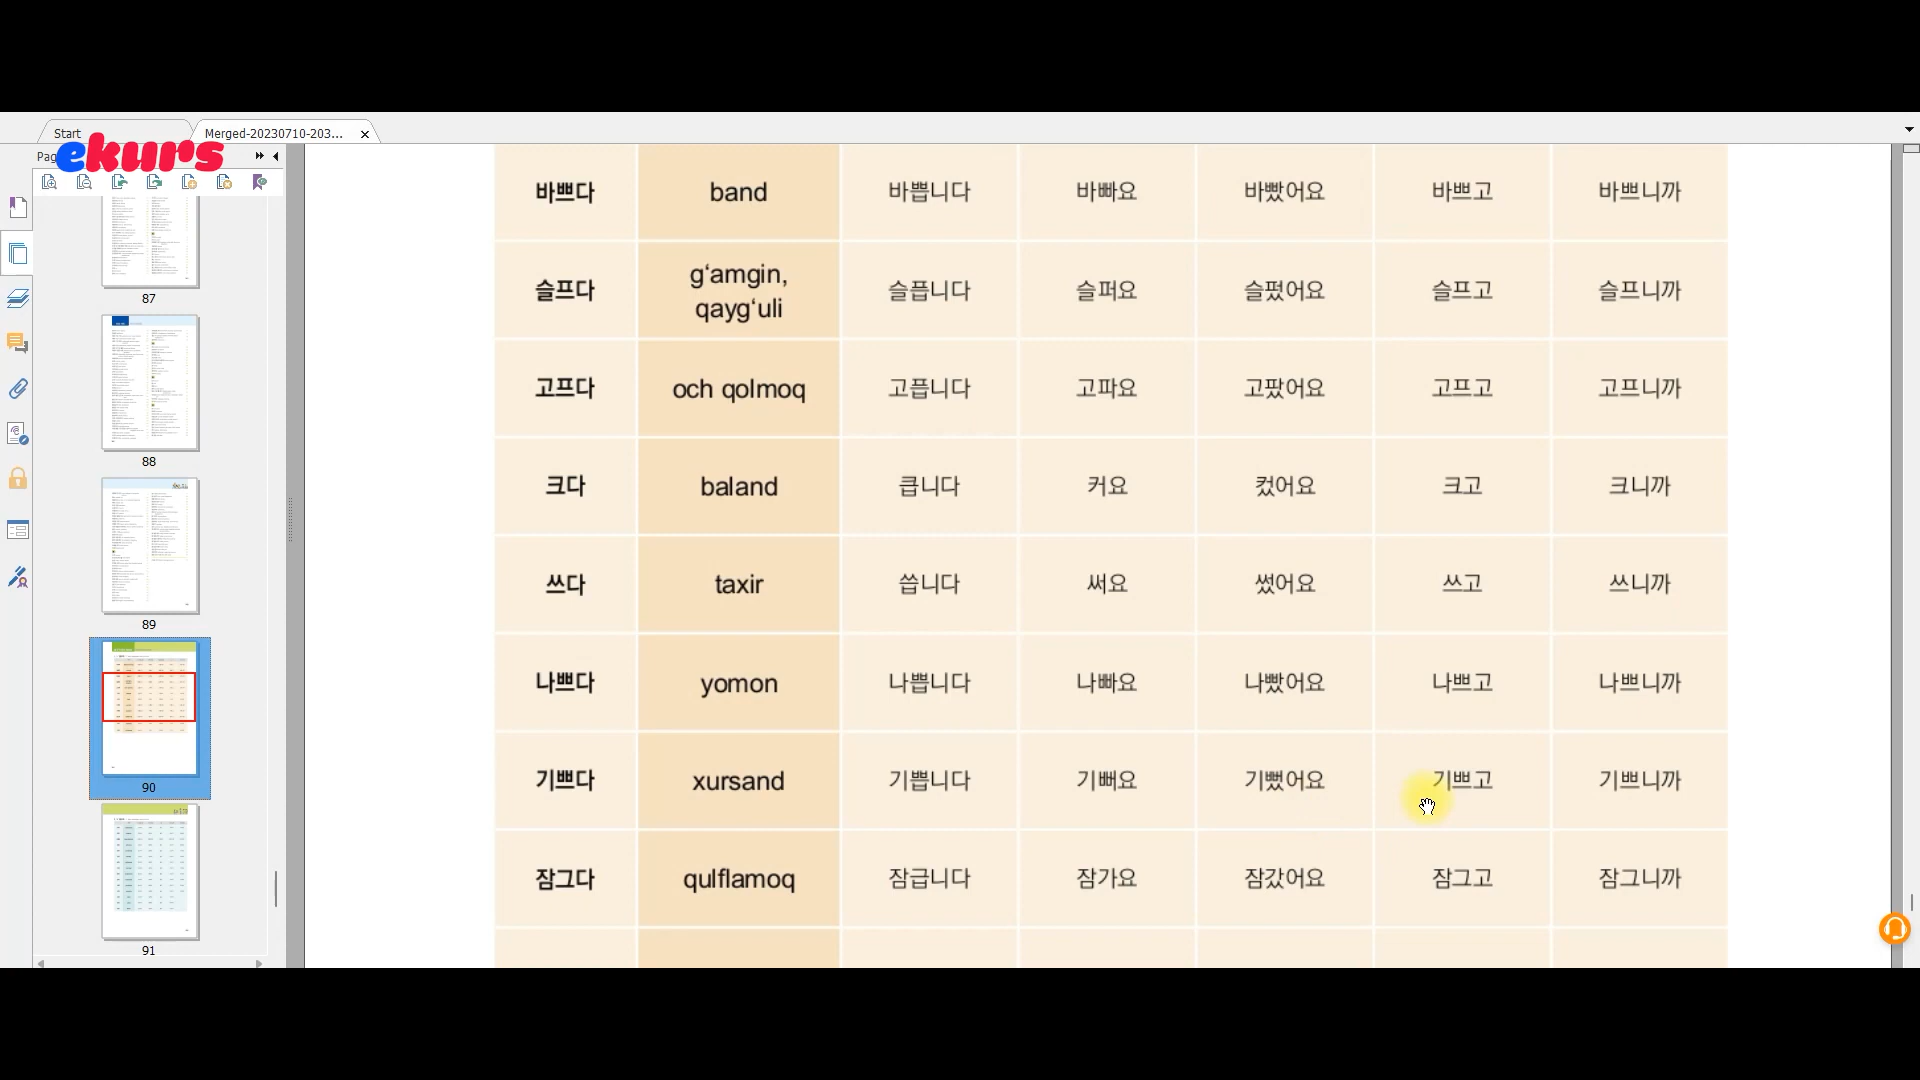 Start
Merged-20230710-203...
Pag
ekurs
바쁘다 band 바쁩니다 바빠요 바빴어요 바쁘고 바쁘니까
슬프다 g‘amgin, qayg‘uli 슬픕니다 슬퍼요 슬펐어요 슬프고 슬프니까
고프다 och qolmoq 고픕니다 고파요 고팠어요 고프고 고프니까
크다 baland 큽니다 커요 컸어요 크고 크니까
쓰다 taxir 씁니다 써요 썼어요 쓰고 쓰니까
나쁘다 yomon 나쁩니다 나빠요 나빴어요 나쁘고 나쁘니까
기쁘다 xursand 기쁩니다 기뻐요 기뻤어요 기쁘고 기쁘니까
잠그다 qulflamoq 잠급니다 잠가요 잠갔어요 잠그고 잠그니까
87
88
89
90
91